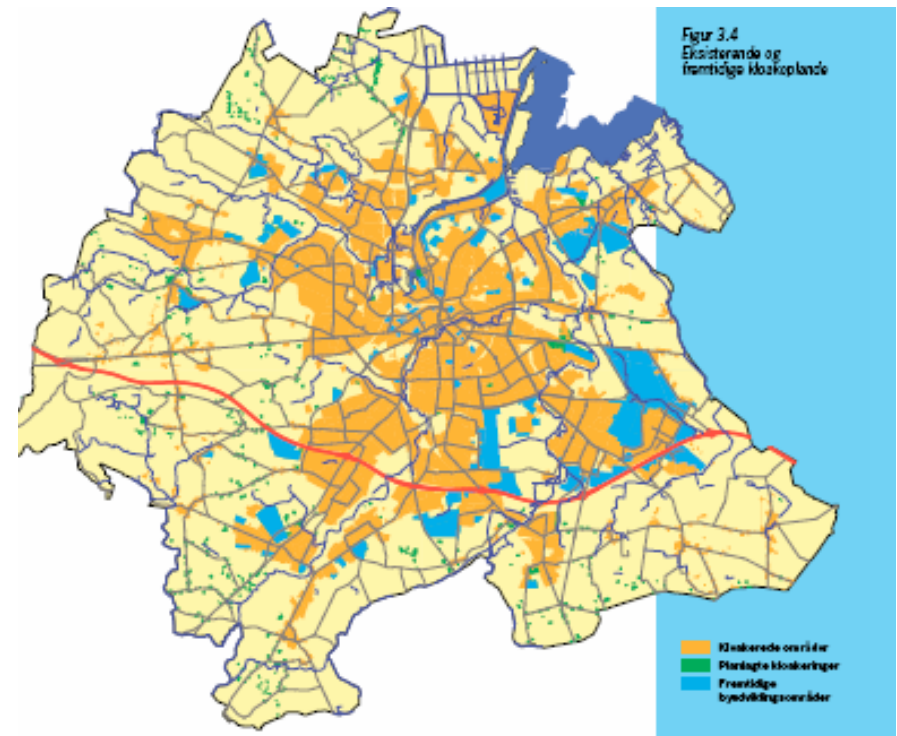 Figur 3.4
Eksisterende og
fremtidige kloakoplande
Kloakerede områder
Planlagte kloakeringer
Fremtidige
byudviklingsområder